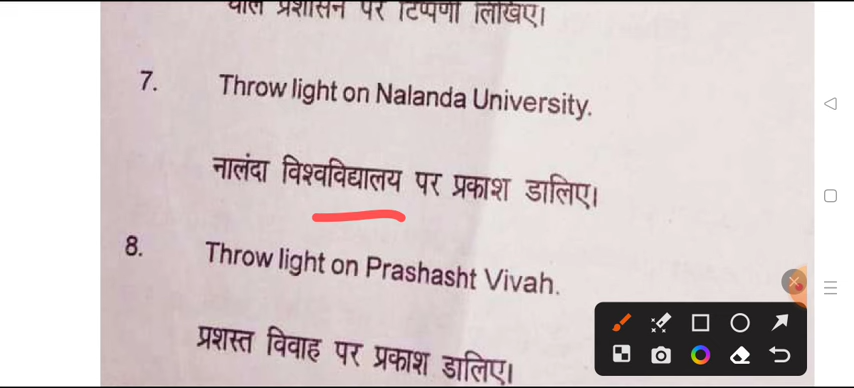 प्रशासन पर टिप्पणी लिखिए।
7. Throw light on Nalanda University.
नालंदा विश्वविद्यालय पर प्रकाश डालिए।
8. Throw light on Prashasht Vivah.
प्रशस्त विवाह पर प्रकाश डालिए।